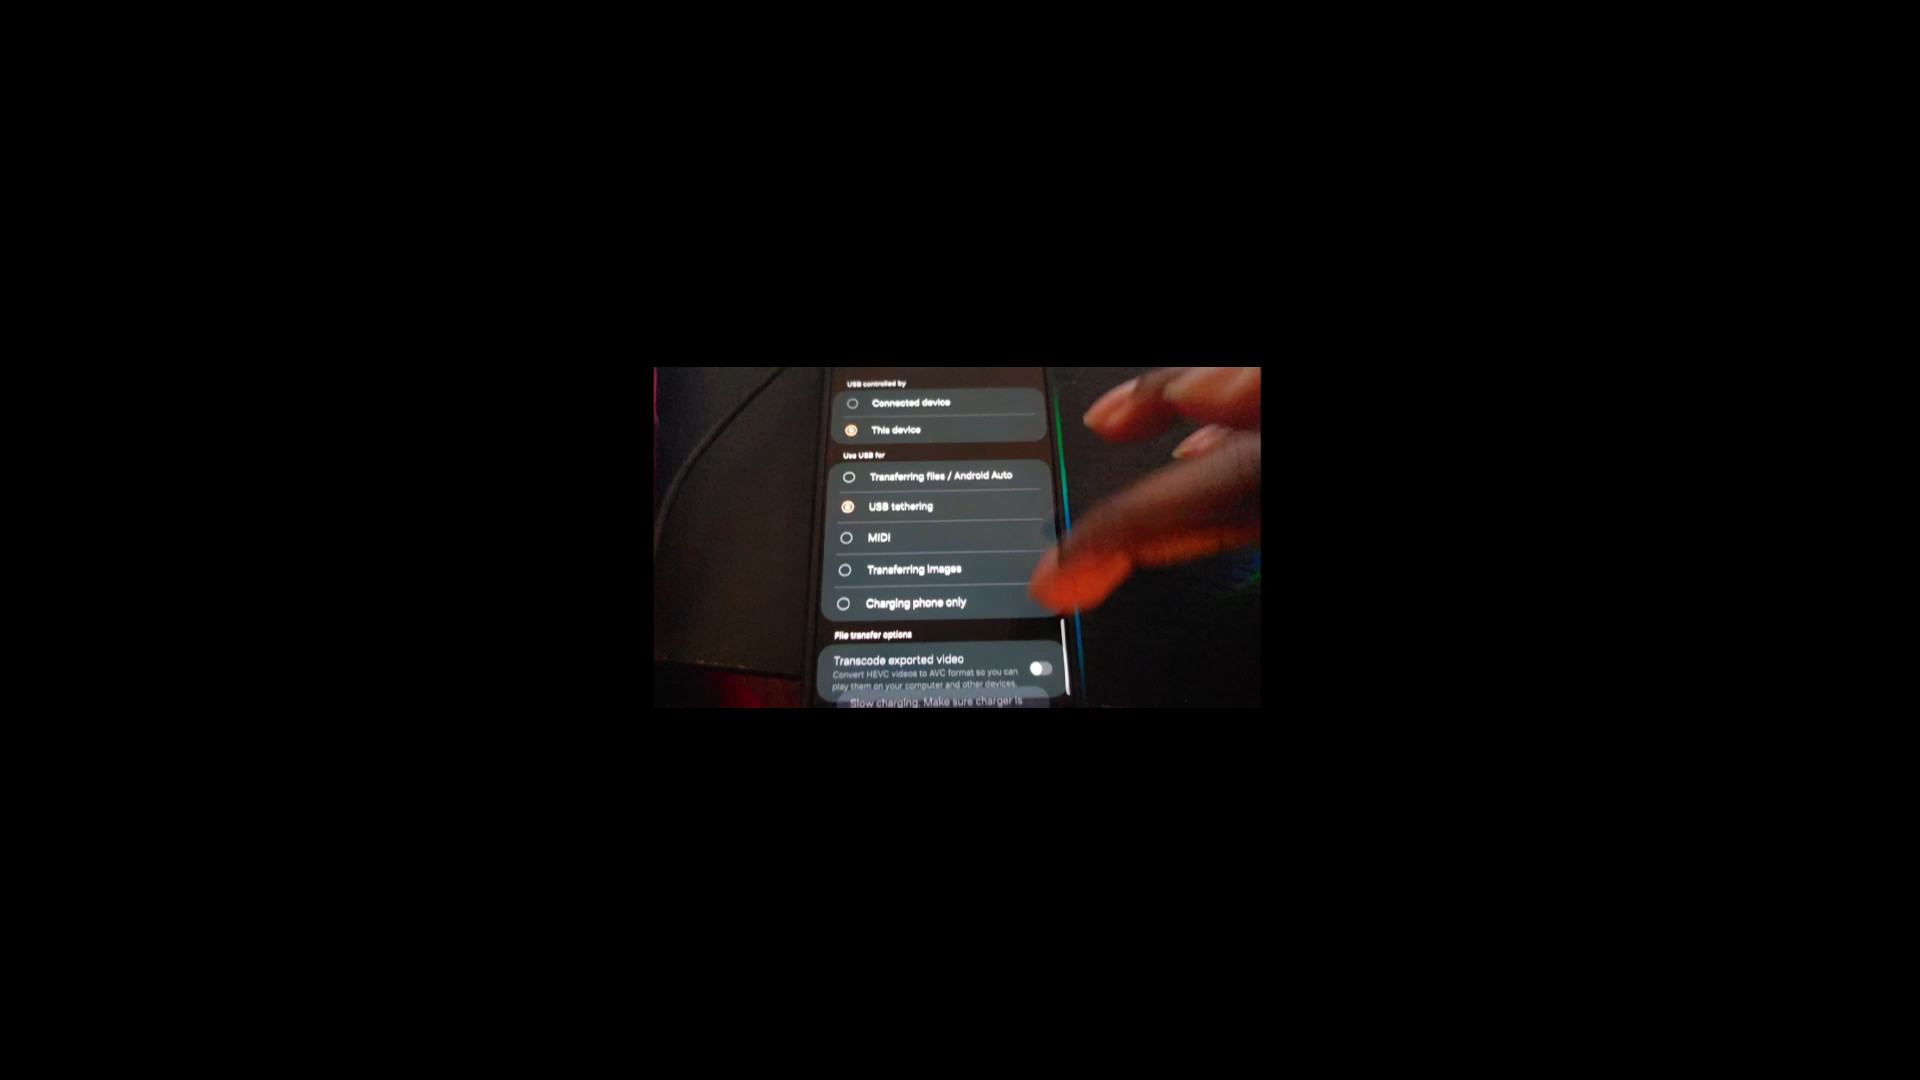 USB controlled by
Connected device
This device
Use USB for
Transferring files / Android Auto
USB tethering
MIDI
Transferring images
Charging phone only
File transfer options
Transcode exported video
Convert HEVC videos to AVC format so you can
play them on your computer and other devices.
Slow charging. Make sure charger is